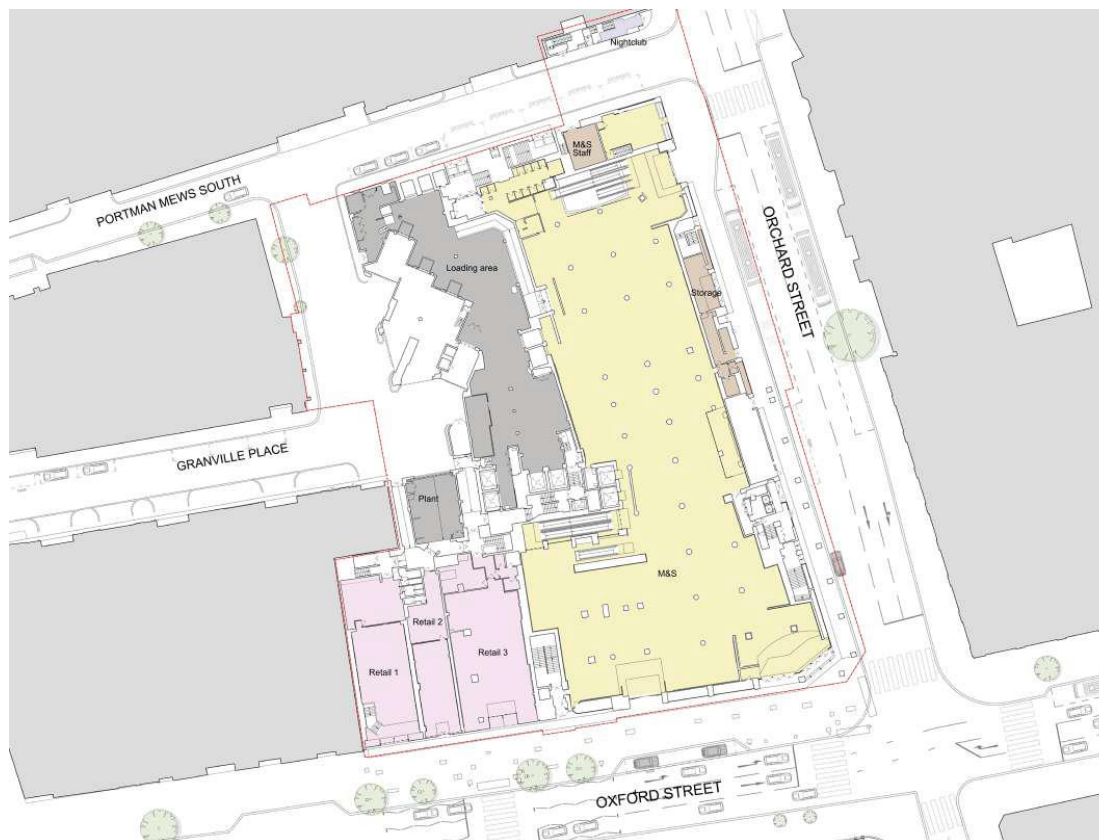 Nightclub
M&S
Staff
PORTMAN MEWS SOUTH
ORCHARD STREET
Loading area
Storage
GRANVILLE PLACE
Plant
M&S
Retail 2
Retail 3
Retail 1
OXFORD STREET